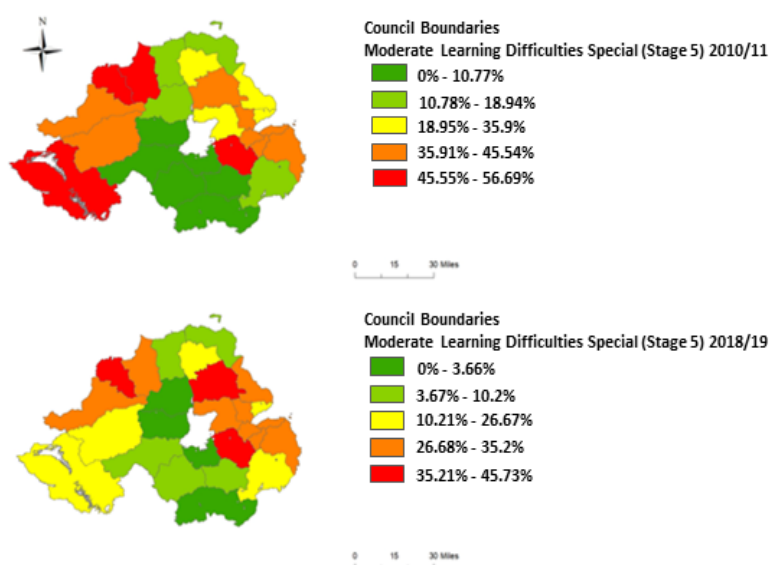 N
Council Boundaries
Moderate Learning Difficulties Special (Stage 5) 2010/11
0% - 10.77%
10.78% - 18.94%
18.95% - 35.9%
35.91% - 45.54%
45.55% - 56.69%
0 15 30 Miles
Council Boundaries
Moderate Learning Difficulties Special (Stage 5) 2018/19
0% - 3.66%
3.67% - 10.2%
10.21% - 26.67%
26.68% - 35.2%
35.21% - 45.73%
0 15 30 Miles